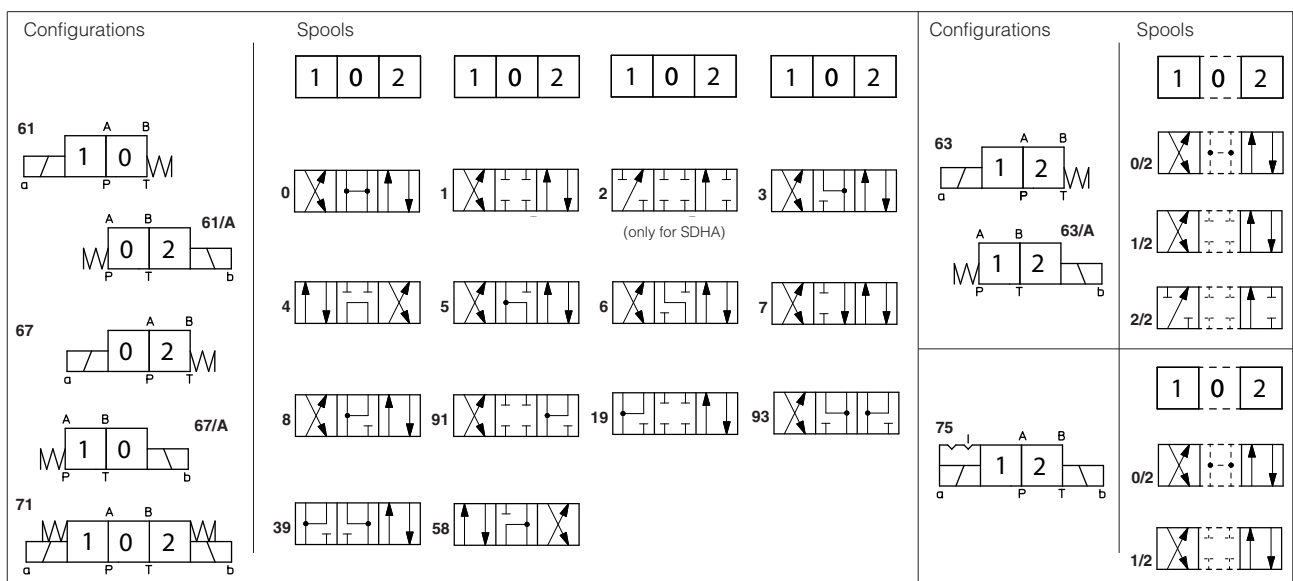 Configurations
Spools
1 0 2
1 0 2
1 0 2
1 0 2
61
A B
1 0
a P T
0
1
2
(only for SDHA)
3
61/A
A B
0 2
P T b
4
5
6
7
67
A B
0 2
a P T
8
91
19
93
67/A
A B
1 0
P T b
39
58
71
A B
1 0 2
a P T b
Configurations
Spools
1 0 2
63
A B
1 2
a P T
0/2
63/A
A B
1 2
P T b
1/2
2/2
1 0 2
75
A B
1 2
a P T b
0/2
1/2